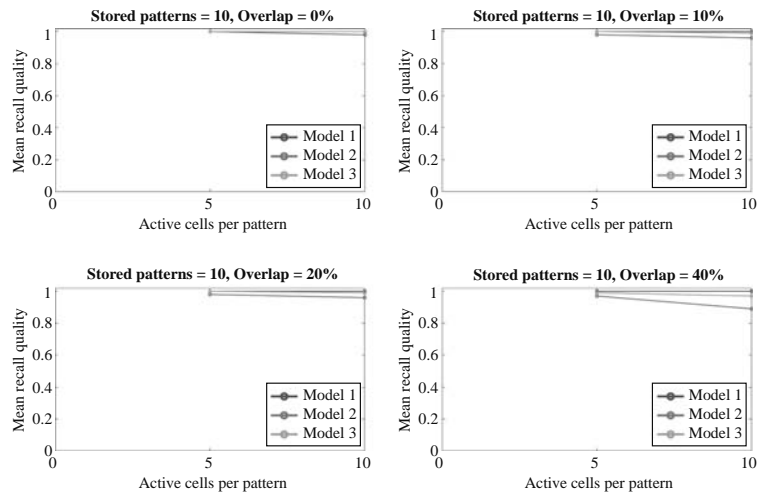 Stored patterns = 10, Overlap = 0%
Mean recall quality
1
0.8
0.6
0.4
0.2
0
0
5
10
Model 1
Model 2
Model 3
Active cells per pattern
Stored patterns = 10, Overlap = 10%
Mean recall quality
1
0.8
0.6
0.4
0.2
0
0
5
10
Model 1
Model 2
Model 3
Active cells per pattern
Stored patterns = 10, Overlap = 20%
Mean recall quality
1
0.8
0.6
0.4
0.2
0
0
5
10
Model 1
Model 2
Model 3
Active cells per pattern
Stored patterns = 10, Overlap = 40%
Mean recall quality
1
0.8
0.6
0.4
0.2
0
0
5
10
Model 1
Model 2
Model 3
Active cells per pattern